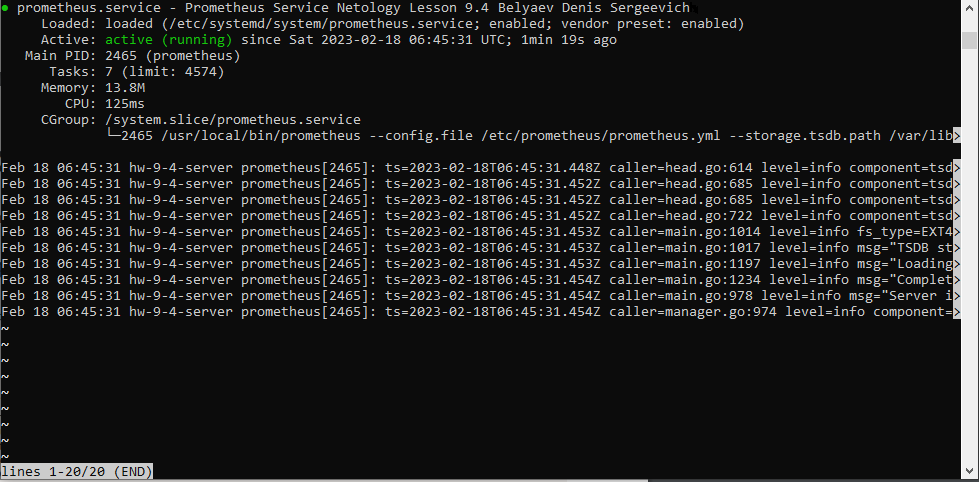 ● prometheus.service - Prometheus Service Netology Lesson 9.4 Belyaev Denis Sergeevich
Loaded: loaded (/etc/systemd/system/prometheus.service; enabled; vendor preset: enabled)
Active: active (running) since Sat 2023-02-18 06:45:31 UTC; 1min 19s ago
Main PID: 2465 (prometheus)
Tasks: 7 (limit: 4574)
Memory: 13.8M
CPU: 125ms
CGroup: /system.slice/prometheus.service
└─2465 /usr/local/bin/prometheus --config.file /etc/prometheus/prometheus.yml --storage.tsdb.path /var/lib>
Feb 18 06:45:31 hw-9-4-server prometheus[2465]: ts=2023-02-18T06:45:31.448Z caller=head.go:614 level=info component=tsd>
Feb 18 06:45:31 hw-9-4-server prometheus[2465]: ts=2023-02-18T06:45:31.452Z caller=head.go:685 level=info component=tsd>
Feb 18 06:45:31 hw-9-4-server prometheus[2465]: ts=2023-02-18T06:45:31.452Z caller=head.go:685 level=info component=tsd>
Feb 18 06:45:31 hw-9-4-server prometheus[2465]: ts=2023-02-18T06:45:31.452Z caller=head.go:722 level=info component=tsd>
Feb 18 06:45:31 hw-9-4-server prometheus[2465]: ts=2023-02-18T06:45:31.453Z caller=main.go:1014 level=info fs_type=EXT4>
Feb 18 06:45:31 hw-9-4-server prometheus[2465]: ts=2023-02-18T06:45:31.453Z caller=main.go:1017 level=info msg="TSDB st>
Feb 18 06:45:31 hw-9-4-server prometheus[2465]: ts=2023-02-18T06:45:31.453Z caller=main.go:1197 level=info msg="Loading>
Feb 18 06:45:31 hw-9-4-server prometheus[2465]: ts=2023-02-18T06:45:31.454Z caller=main.go:1234 level=info msg="Complet>
Feb 18 06:45:31 hw-9-4-server prometheus[2465]: ts=2023-02-18T06:45:31.454Z caller=main.go:978 level=info msg="Server i>
Feb 18 06:45:31 hw-9-4-server prometheus[2465]: ts=2023-02-18T06:45:31.454Z caller=manager.go:974 level=info component=>
~
~
~
~
~
~
~
~
~
lines 1-20/20 (END)